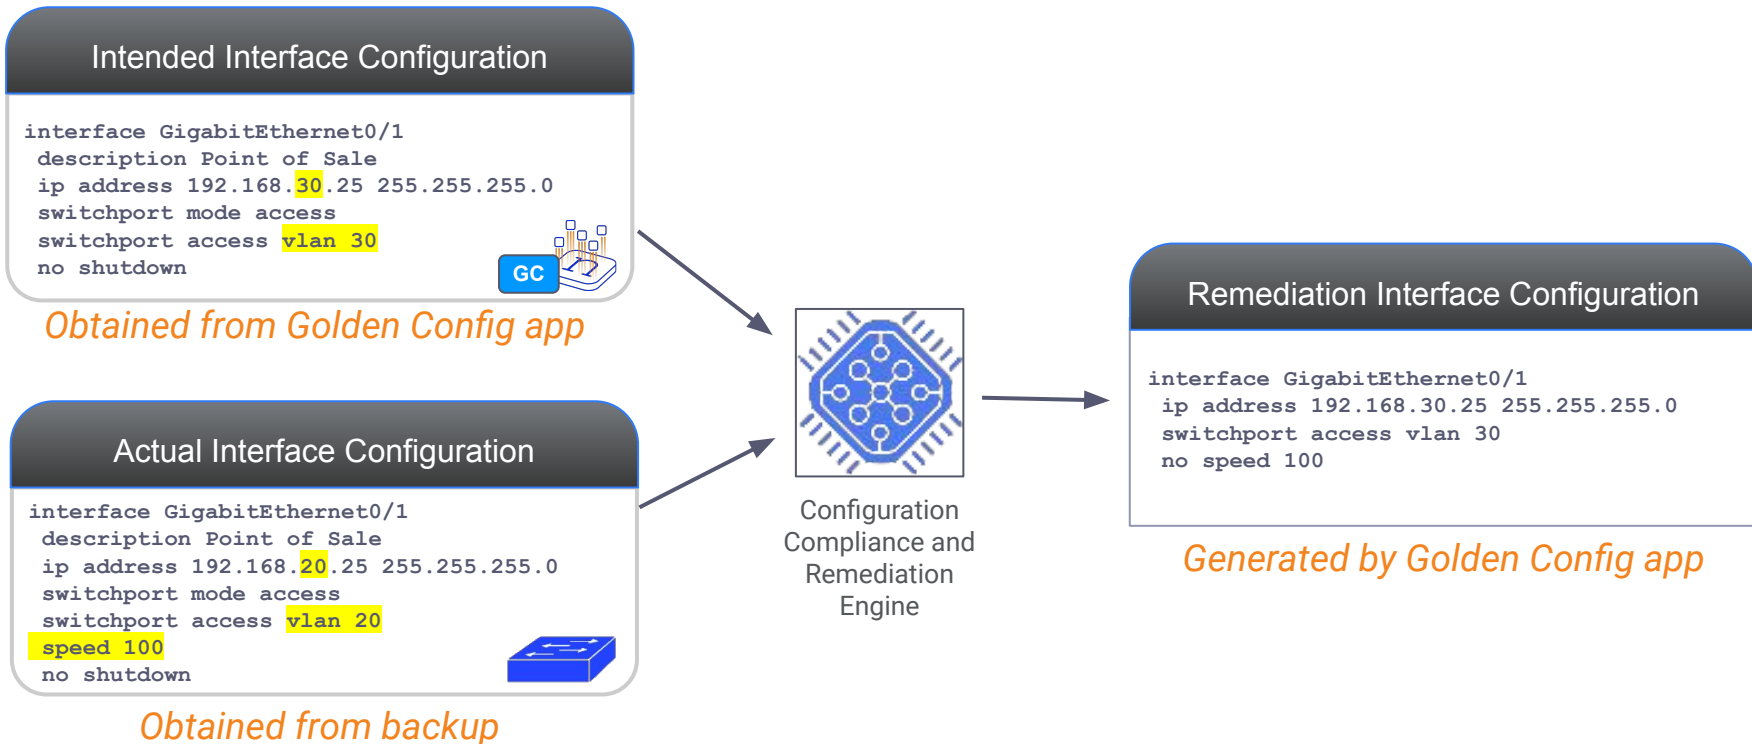 Intended Interface Configuration
interface GigabitEthernet0/1
description Point of Sale
ip address 192.168.30.25 255.255.255.0
switchport mode access
switchport access vlan 30
no shutdown
GC
Obtained from Golden Config app
Actual Interface Configuration
interface GigabitEthernet0/1
description Point of Sale
ip address 192.168.20.25 255.255.255.0
switchport mode access
switchport access vlan 20
speed 100
no shutdown
Obtained from backup
Configuration
Compliance and
Remediation
Engine
Remediation Interface Configuration
interface GigabitEthernet0/1
ip address 192.168.30.25 255.255.255.0
switchport access vlan 30
no speed 100
Generated by Golden Config app